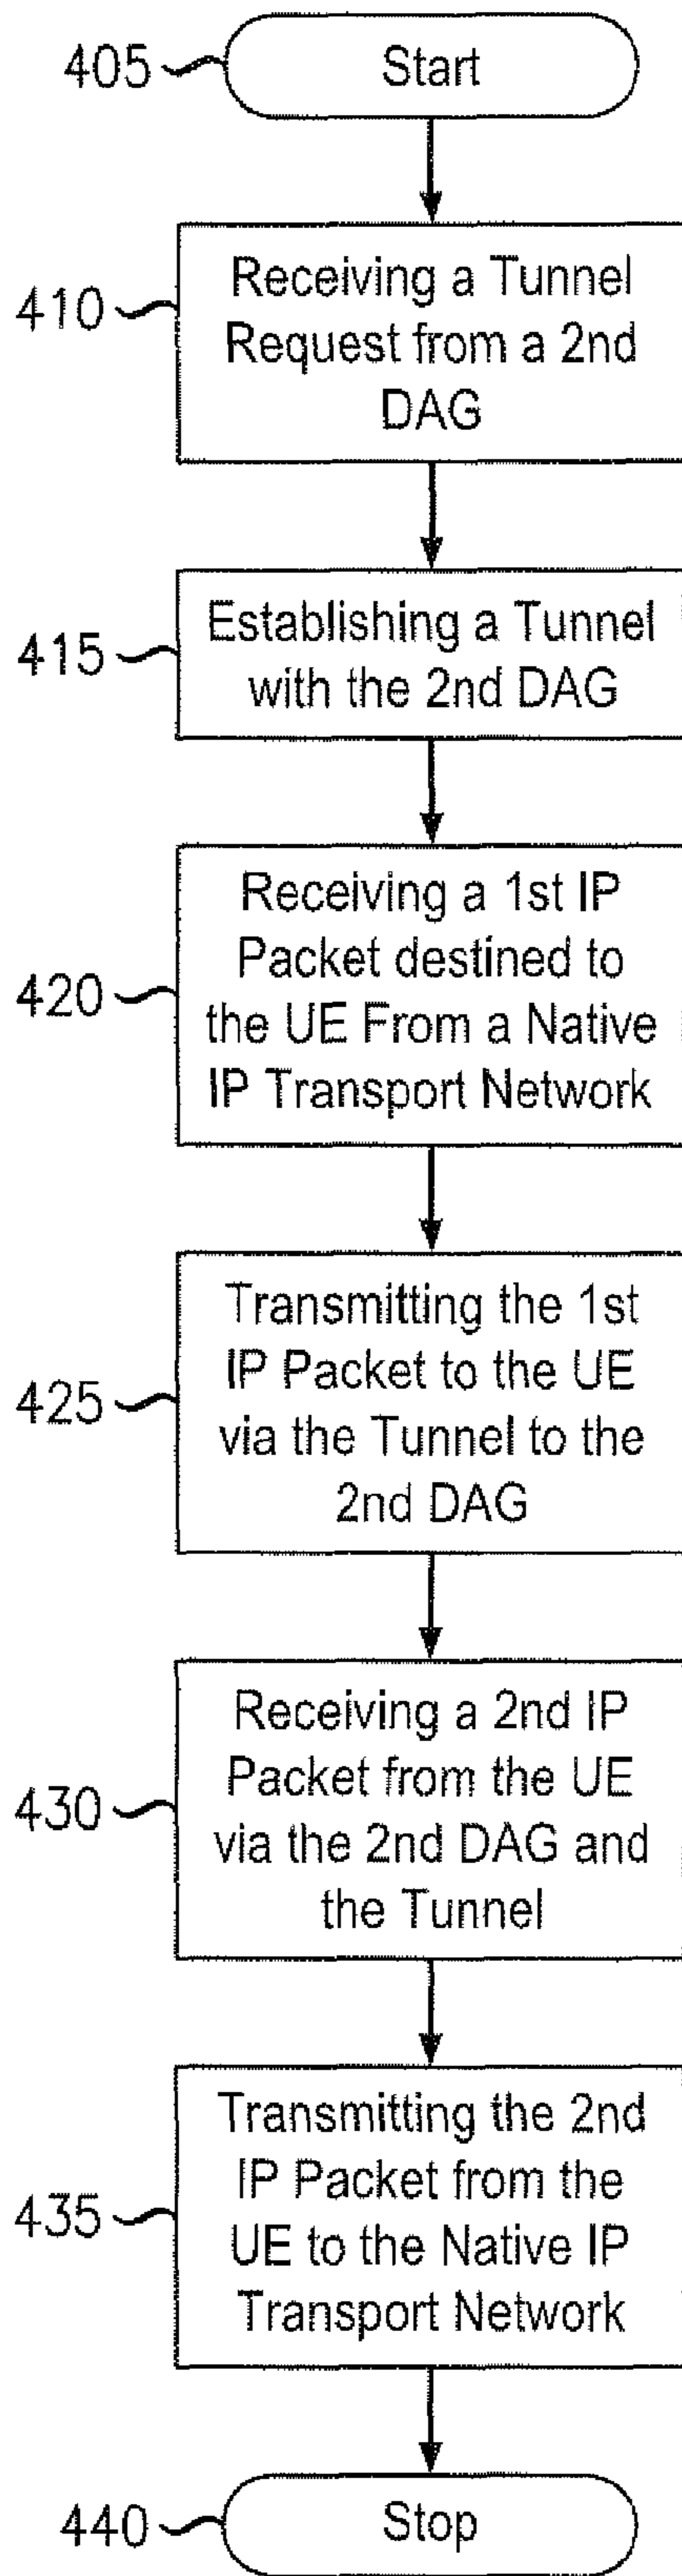 405
Start
410
Receiving a Tunnel
Request from a 2nd
DAG
415
Establishing a Tunnel
with the 2nd DAG
420
Receiving a 1st IP
Packet destined to
the UE From a Native
IP Transport Network
425
Transmitting the 1st
IP Packet to the UE
via the Tunnel to the
2nd DAG
430
Receiving a 2nd IP
Packet from the UE
via the 2nd DAG and
the Tunnel
435
Transmitting the 2nd
IP Packet from the
UE to the Native IP
Transport Network
440
Stop